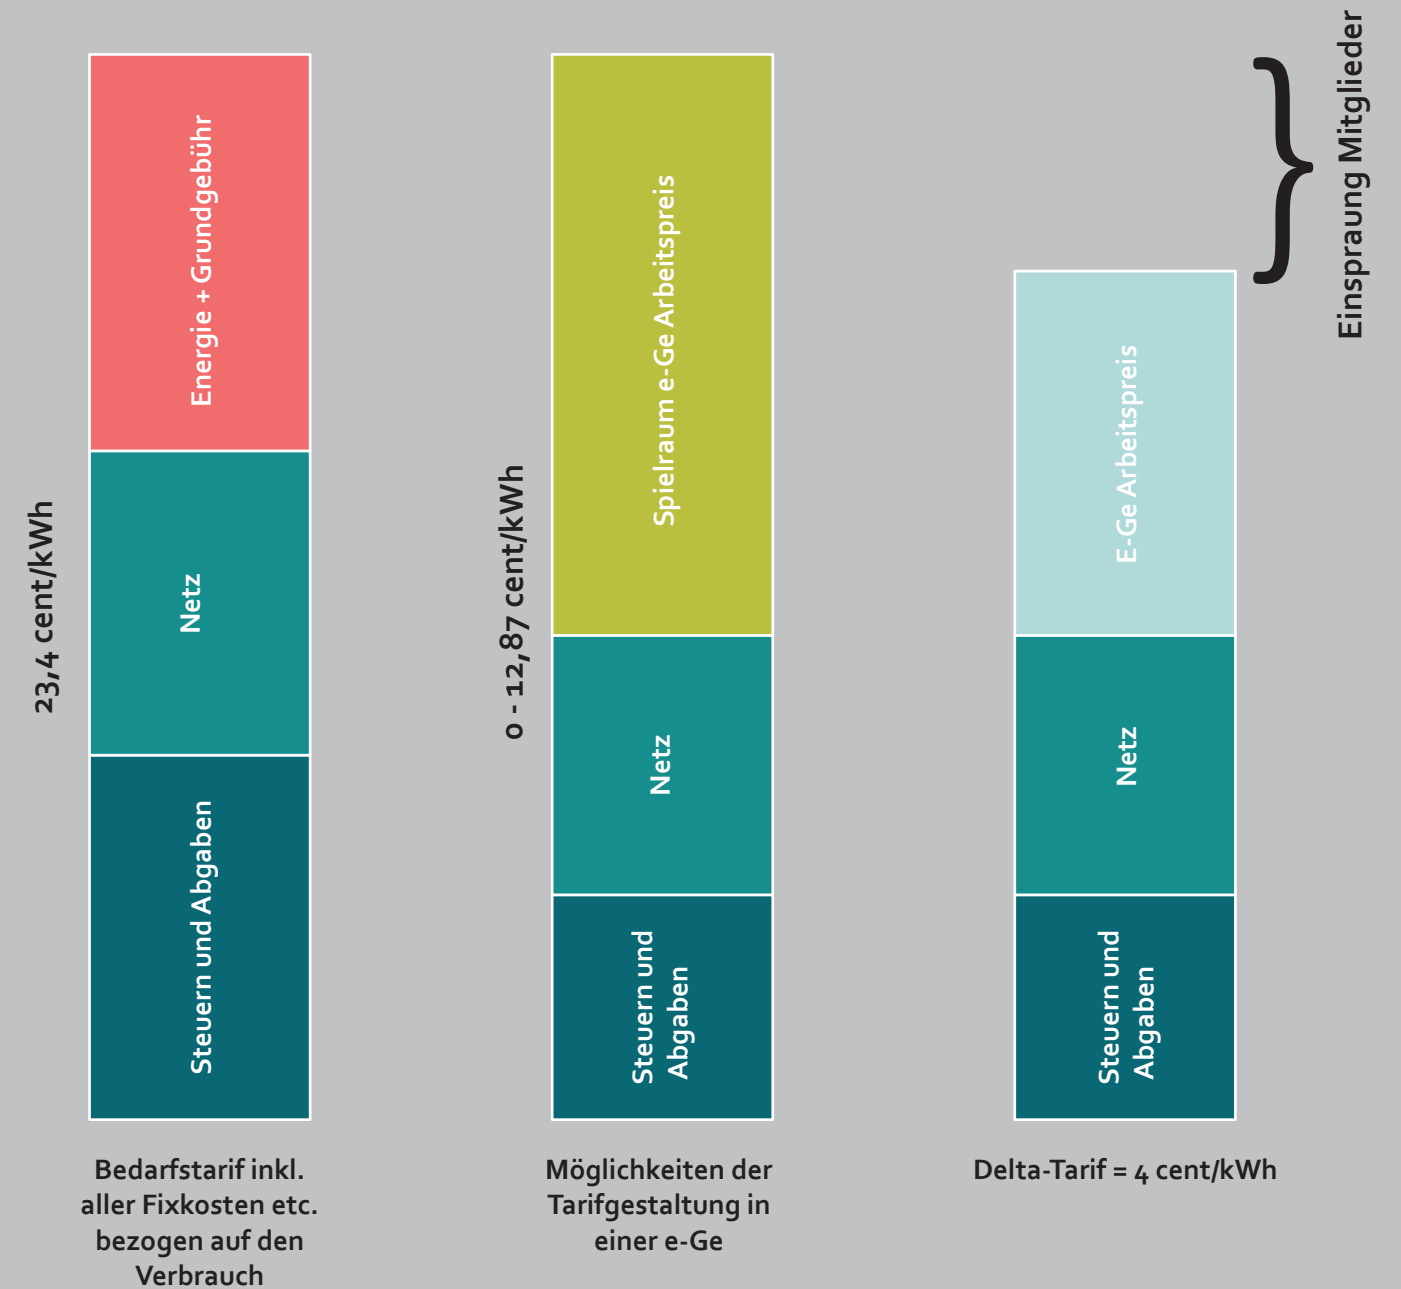 23,4 cent/kWh
Energie + Grundgebühr
Netz
Steuern und Abgaben
Bedarfstarif inkl.
aller Fixkosten etc.
bezogen auf den
Verbrauch
0 - 12,87 cent/kWh
Spielraum e-Ge Arbeitspreis
Netz
Steuern und
Abgaben
Möglichkeiten der
Tarifgestaltung in
einer e-Ge
E-Ge Arbeitspreis
Netz
Steuern und
Abgaben
Delta-Tarif = 4 cent/kWh
}
Einspraung Mitglieder